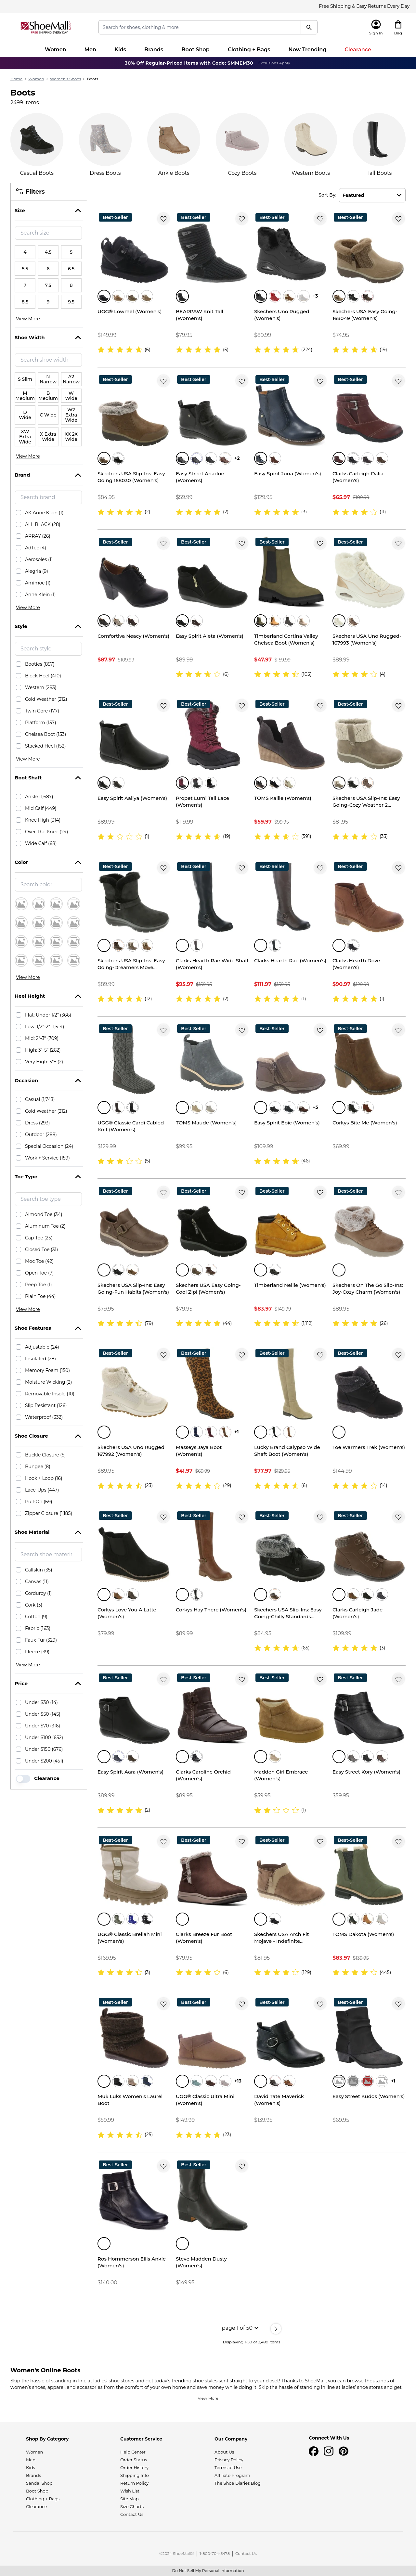 Free Shipping & Easy Returns Every Day
ShoeMall
FREE SHIPPING EVERY DAY
Search for shoes, clothing & more
Sign In
Bag
Women
Men
Kids
Brands
Boot Shop
Clothing + Bags
Now Trending
Clearance
30% Off Regular-Priced Items with Code: SMMEM30
Exclusions Apply
Home > Women > Women's Shoes > Boots
Boots
2499 items
Casual Boots
Dress Boots
Ankle Boots
Cozy Boots
Western Boots
Tall Boots
Filters
Sort By:
Featured
Size
Search size
4
4.5
5
5.5
6
6.5
7
7.5
8
8.5
9
9.5
View More
Shoe Width
Search shoe width
S Slim
N Narrow
A2 Narrow
M Medium
B Medium
W Wide
D Wide
C Wide
W2 Extra Wide
XW Extra Wide
X Extra Wide
XX 2X Wide
View More
Brand
Search brand
AK Anne Klein (1)
ALL BLACK (28)
ARRAY (26)
AdTec (4)
Aerosoles (1)
Alegria (9)
Amimoc (1)
Anne Klein (1)
View More
Style
Search style
Booties (857)
Block Heel (410)
Western (283)
Cold Weather (212)
Twin Gore (177)
Platform (157)
Chelsea Boot (153)
Stacked Heel (152)
View More
Boot Shaft
Ankle (1,687)
Mid Calf (449)
Knee High (314)
Over The Knee (24)
Wide Calf (68)
Color
Search color
View More
Heel Height
Flat: Under 1/2" (366)
Low: 1/2"-2" (1,514)
Mid: 2"-3" (709)
High: 3"-5" (262)
Very High: 5"+ (2)
Occasion
Casual (1,743)
Cold Weather (212)
Dress (293)
Outdoor (288)
Special Occasion (24)
Work + Service (159)
Toe Type
Search toe type
Almond Toe (34)
Aluminum Toe (2)
Cap Toe (25)
Closed Toe (31)
Moc Toe (42)
Open Toe (7)
Peep Toe (1)
Plain Toe (44)
View More
Shoe Features
Adjustable (24)
Insulated (28)
Memory Foam (150)
Moisture Wicking (2)
Removable Insole (10)
Slip Resistant (126)
Waterproof (332)
Shoe Closure
Buckle Closure (5)
Bungee (8)
Hook + Loop (16)
Lace-Ups (447)
Pull-On (69)
Zipper Closure (1,185)
Shoe Material
Search shoe materi
Calfskin (35)
Canvas (11)
Corduroy (1)
Cork (3)
Cotton (9)
Fabric (163)
Faux Fur (329)
Fleece (39)
View More
Price
Under $30 (14)
Under $50 (145)
Under $70 (316)
Under $100 (652)
Under $150 (676)
Under $200 (451)
Clearance
Best-Seller
UGG® Lowmel (Women's)
$149.99
(6)
Best-Seller
BEARPAW Knit Tall (Women's)
$79.95
(5)
Best-Seller
+3
Skechers Uno Rugged (Women's)
$89.99
(224)
Best-Seller
Skechers USA Easy Going-168049 (Women's)
$74.95
(19)
Best-Seller
Skechers USA Slip-Ins: Easy Going 168030 (Women's)
$84.95
(2)
Best-Seller
+2
Easy Street Ariadne (Women's)
$59.99
(2)
Best-Seller
Easy Spirit Juna (Women's)
$129.95
(3)
Best-Seller
Clarks Carleigh Dalia (Women's)
$65.97 $109.99
(11)
Best-Seller
Comfortiva Neacy (Women's)
$87.97 $109.99
Best-Seller
Easy Spirit Aleta (Women's)
$89.99
(6)
Best-Seller
Timberland Cortina Valley Chelsea Boot (Women's)
$47.97 $159.99
(105)
Best-Seller
Skechers USA Uno Rugged-167993 (Women's)
$89.99
(4)
Best-Seller
Easy Spirit Aaliya (Women's)
$89.99
(1)
Best-Seller
Propet Lumi Tall Lace (Women's)
$119.99
(19)
Best-Seller
TOMS Kallie (Women's)
$59.97 $99.95
(591)
Best-Seller
Skechers USA Slip-ins: Easy Going-Cozy Weather 2...
$81.95
(33)
Best-Seller
Skechers USA Slip-Ins: Easy Going-Dreamers Move...
$89.99
(12)
Best-Seller
Clarks Hearth Rae Wide Shaft (Women's)
$95.97 $159.95
(2)
Best-Seller
Clarks Hearth Rae (Women's)
$111.97 $159.95
(1)
Best-Seller
Clarks Hearth Dove (Women's)
$90.97 $129.99
(1)
Best-Seller
UGG® Classic Cardi Cabled Knit (Women's)
$129.99
(5)
Best-Seller
TOMS Maude (Women's)
$99.95
Best-Seller
+5
Easy Spirit Epic (Women's)
$109.99
(46)
Best-Seller
Corkys Bite Me (Women's)
$69.99
Best-Seller
Skechers USA Slip-ins: Easy Going-Fun Habits (Women's)
$79.95
(79)
Best-Seller
Skechers USA Easy Going-Cool Zip! (Women's)
$79.95
(44)
Best-Seller
Timberland Nellie (Women's)
$83.97 $149.99
(1,112)
Best-Seller
Skechers On The Go Slip-Ins: Joy-Cozy Charm (Women's)
$89.95
(26)
Best-Seller
Skechers USA Uno Rugged 167992 (Women's)
$89.95
(23)
Best-Seller
+1
Masseys Jaya Boot (Women's)
$41.97 $69.99
(29)
Best-Seller
Lucky Brand Calypso Wide Shaft Boot (Women's)
$77.97 $129.95
(6)
Best-Seller
Toe Warmers Trek (Women's)
$144.99
(14)
Best-Seller
Corkys Love You A Latte (Women's)
$79.99
Best-Seller
Corkys Hay There (Women's)
$89.99
Best-Seller
Skechers USA Slip-Ins: Easy Going-Chilly Standards...
$84.95
(65)
Best-Seller
Clarks Carleigh Jade (Women's)
$109.99
(3)
Best-Seller
Easy Spirit Aara (Women's)
$89.99
(2)
Best-Seller
Clarks Caroline Orchid (Women's)
$89.95
Best-Seller
Madden Girl Embrace (Women's)
$59.95
(1)
Best-Seller
Easy Street Kory (Women's)
$59.95
Best-Seller
UGG® Classic Brellah Mini (Women's)
$169.95
(3)
Best-Seller
Clarks Breeze Fur Boot (Women's)
$79.95
(6)
Best-Seller
Skechers USA Arch Fit Mojave - Indefinite...
$81.95
(129)
Best-Seller
TOMS Dakota (Women's)
$83.97 $139.95
(445)
Best-Seller
Muk Luks Women's Laurel Boot
$59.99
(25)
Best-Seller
+13
UGG® Classic Ultra Mini (Women's)
$149.99
(23)
Best-Seller
David Tate Maverick (Women's)
$139.95
Best-Seller
+1
Easy Street Kudos (Women's)
$69.95
Best-Seller
Ros Hommerson Ellis Ankle (Women's)
$140.00
Best-Seller
Steve Madden Dusty (Women's)
$149.95
page 1 of 50
Displaying 1-50 of 2,499 items
Women's Online Boots
Skip the hassle of standing in line at ladies' shoe stores and get today's trending shoe styles sent straight to your closet! Thanks to ShoeMall, you can browse thousands of
women's shoes, apparel, and accessories from the comfort of your own home and save money while doing it! Skip the hassle of standing in line at ladies' shoe stores and get...
View More
Shop By Category
Women
Men
Kids
Brands
Sandal Shop
Boot Shop
Clothing + Bags
Clearance
Customer Service
Help Center
Order Status
Order History
Shipping Info
Return Policy
Wish List
Site Map
Size Charts
Contact Us
Our Company
About Us
Privacy Policy
Terms of Use
Affiliate Program
The Shoe Diaries Blog
Connect With Us
©2024 ShoeMall® | 1-800-704-5478 | Contact Us
Do Not Sell My Personal Information